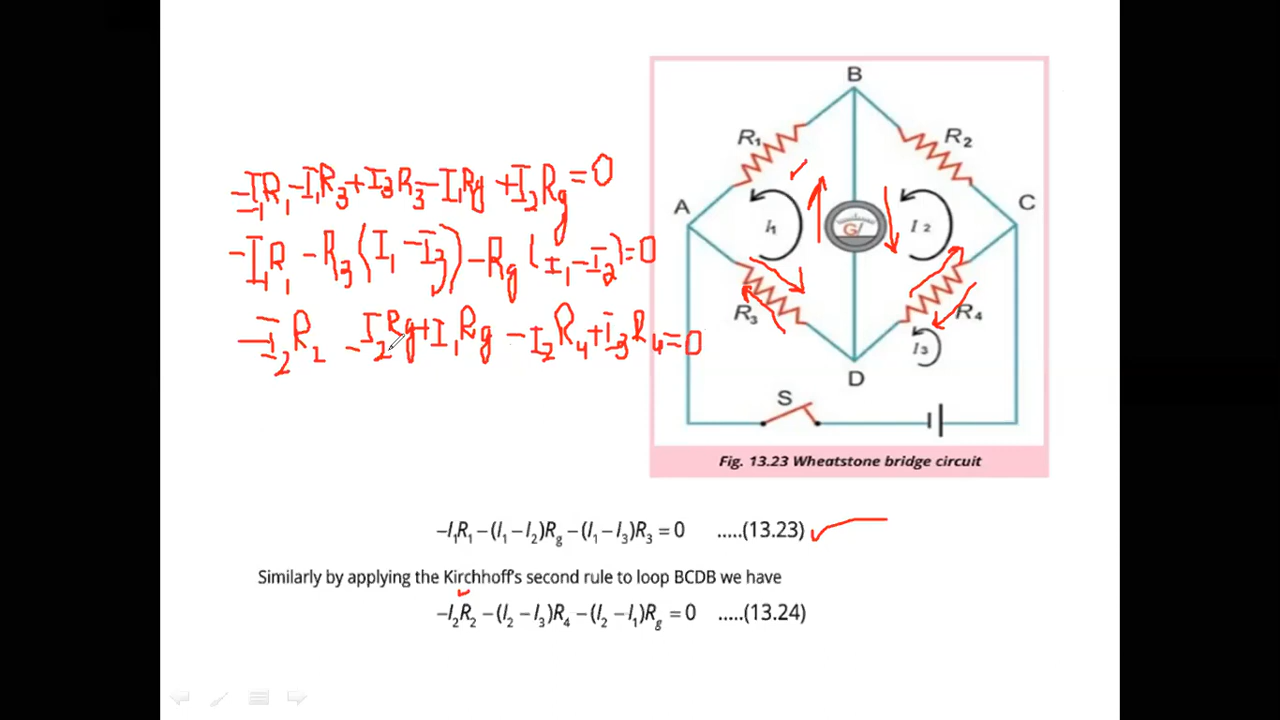 -I₁R₁-I₁R₃+I₃R₃-I₁Rg+I₂Rg=0
-I₁R₁-R₃(I₁-I₃)-Rg(I₁-I₂)=0
-I₂R₂-I₂Rg+I₁Rg-I₂R₄+I₃R₄=0
B
R₁
R₂
A
C
I₁
G
I₂
R₃
R₄
I₃
D
S
Fig. 13.23 Wheatstone bridge circuit
–I₁R₁ – (I₁ – I₂)Rg – (I₁ – I₃)R₃ = 0 .....(13.23)
Similarly by applying the Kirchhoff's second rule to loop BCDB we have
–I₂R₂ – (I₂ – I₃)R₄ – (I₂ – I₁)Rg = 0 .....(13.24)